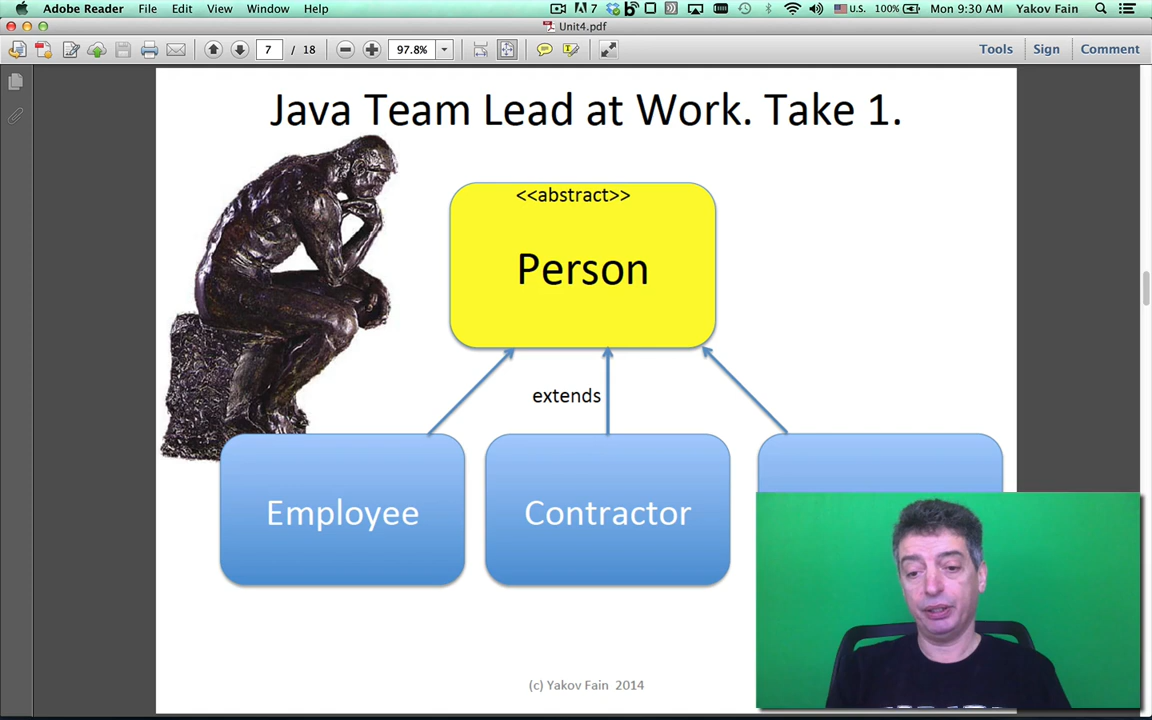 Adobe Reader File Edit View Window Help 7 U.S. 100% Mon 9:30 AM Yakov Fain
Unit4.pdf
7 / 18 97.8% Tools Sign Comment
Java Team Lead at Work. Take 1.
<<abstract>>
Person
extends
Employee Contractor
(c) Yakov Fain 2014